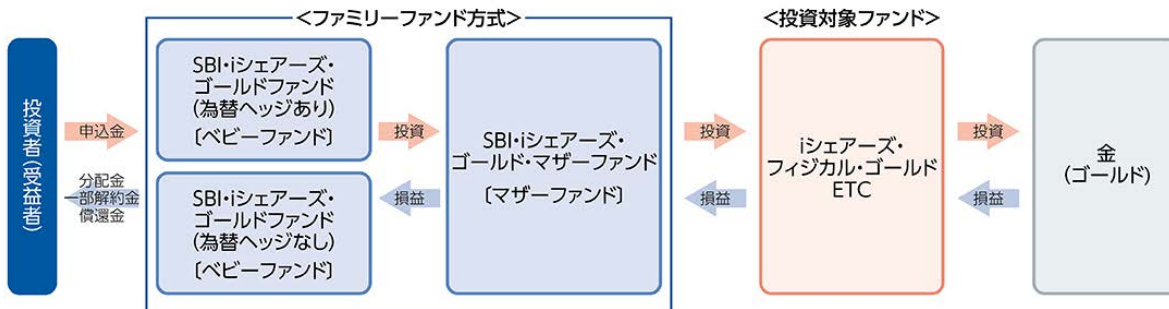 <ファミリーファンド方式>
<投資対象ファンド>
投資者(受益者)
申込金
分配金
一部解約金
償還金
SBI・iシェアーズ・
ゴールドファンド
(為替ヘッジあり)
〔ベビーファンド〕
SBI・iシェアーズ・
ゴールドファンド
(為替ヘッジなし)
〔ベビーファンド〕
投資
損益
SBI・iシェアーズ・
ゴールド・マザーファンド
〔マザーファンド〕
投資
損益
iシェアーズ・
フィジカル・ゴールド
ETC
投資
損益
金
(ゴールド)